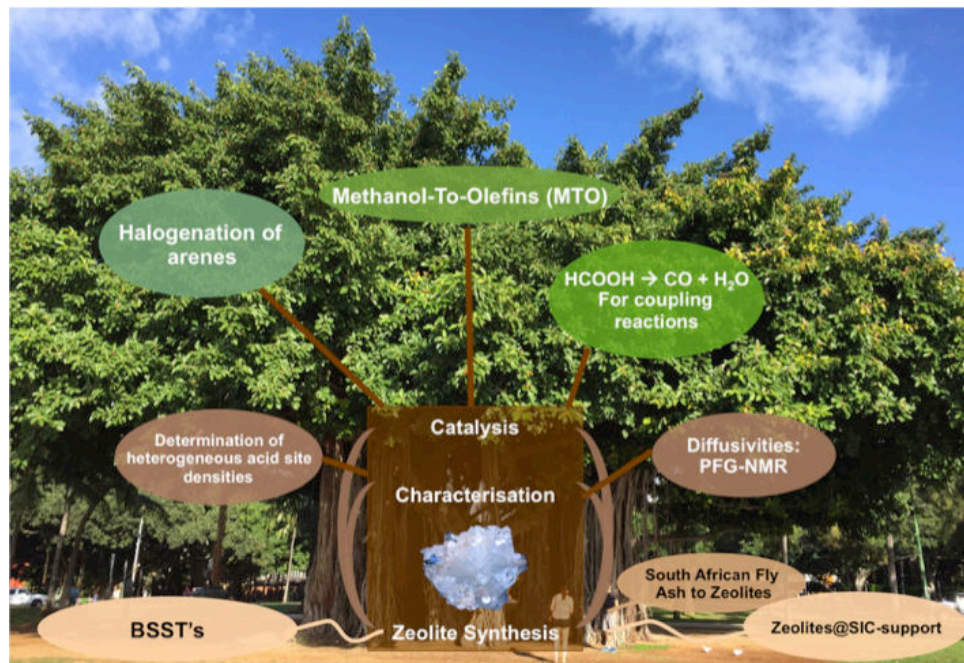 Methanol-To-Olefins (MTO)
Halogenation of
arenes
HCOOH → CO + H₂O
For coupling
reactions
Catalysis
Determination of
heterogeneous acid site
densities
Diffusivities:
PFG-NMR
Characterisation
South African Fly
Ash to Zeolites
BSST's
Zeolite Synthesis
Zeolites@SIC-support